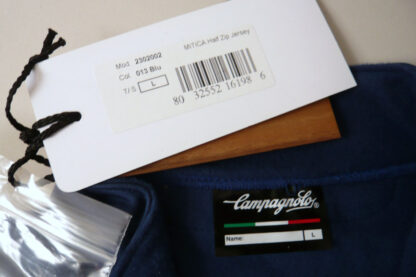 MITICA Half Zip Jersey
Mod. 2302002
Col. 013 Blu
T/S L
80 32552 16198 6
Campagnolo®
Name: L